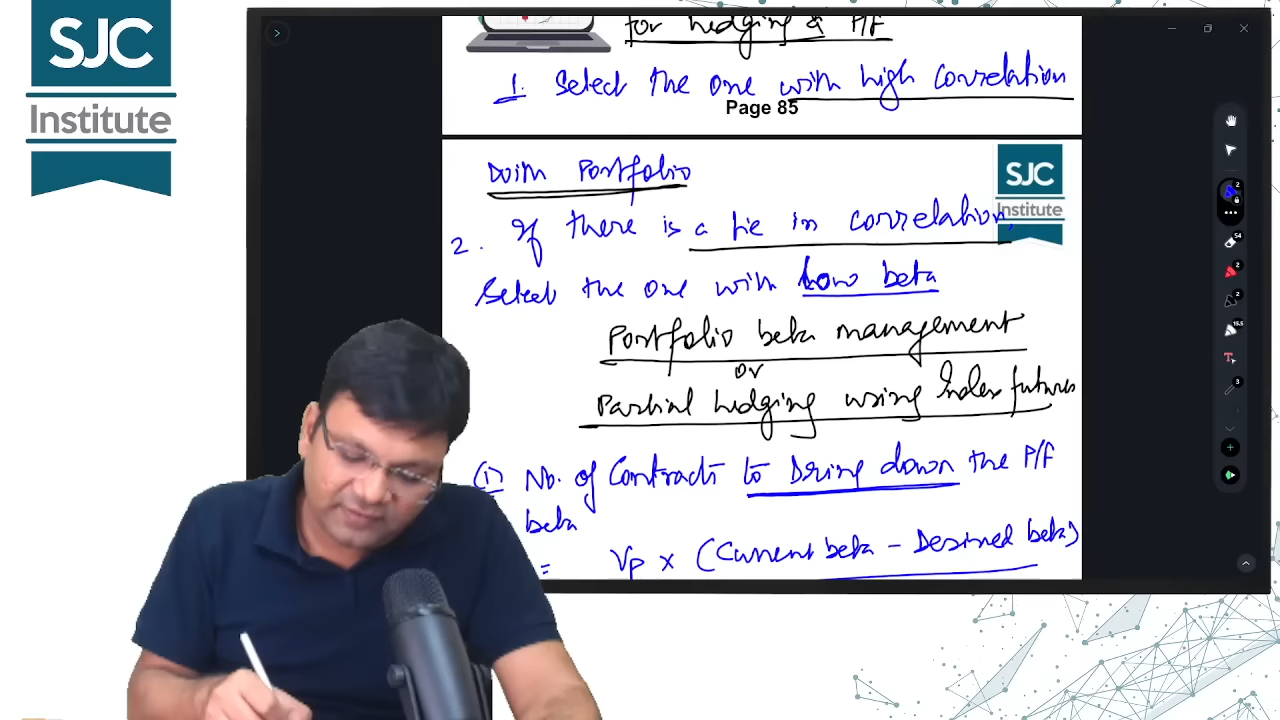 SJC
Institute
for hedging a P/F
1. Select the one with high correlation
Page 85
SJC
Institute
with Portfolio
2. If there is a tie in correlation,
Select the one with low beta
Portfolio beta management
or
Partial hedging using Index futures
(1) No. of Contracts to Bring down the P/F
beta
= Vp x (Current beta - Desired beta)